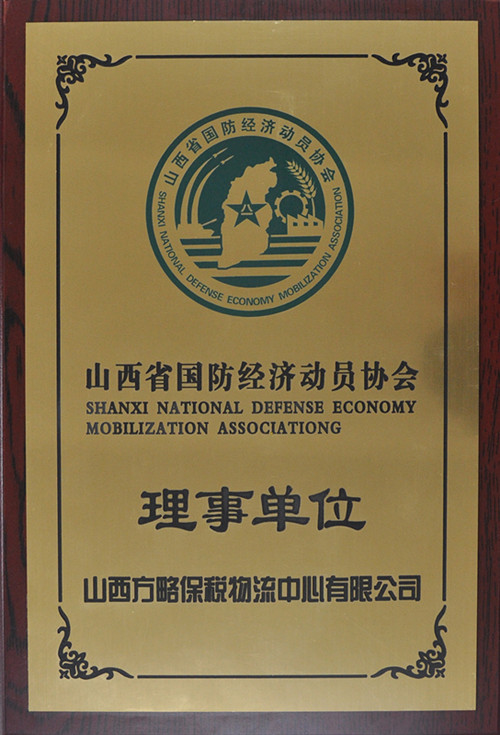 山西省国防经济动员协会
SHANXI NATIONAL DEFENSE ECONOMY MOBILIZATION ASSOCIATION
山西省国防经济动员协会
SHANXI NATIONAL DEFENSE ECONOMY
MOBILIZATION ASSOCIATIONG
理事单位
山西方略保税物流中心有限公司